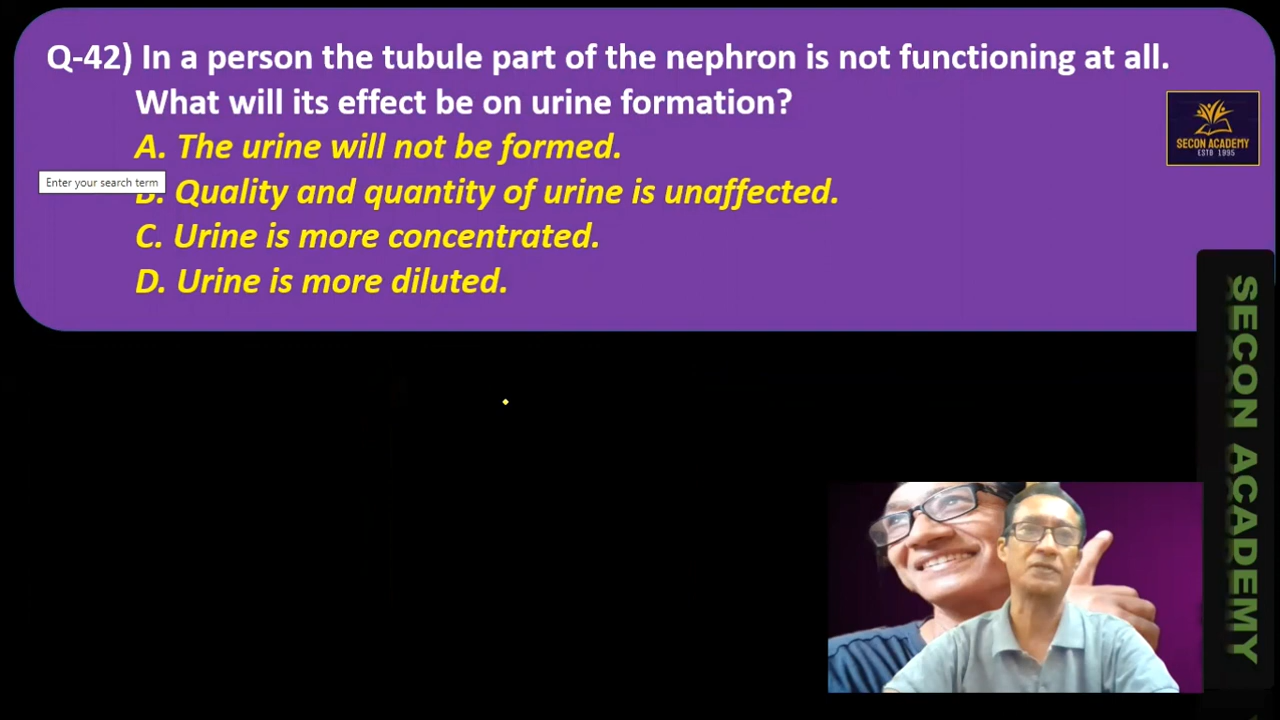 Q-42) In a person the tubule part of the nephron is not functioning at all.
What will its effect be on urine formation?
A. The urine will not be formed.
Enter your search term
B. Quality and quantity of urine is unaffected.
C. Urine is more concentrated.
D. Urine is more diluted.
SECON ACADEMY
ESTD 1995
SECON ACADEMY